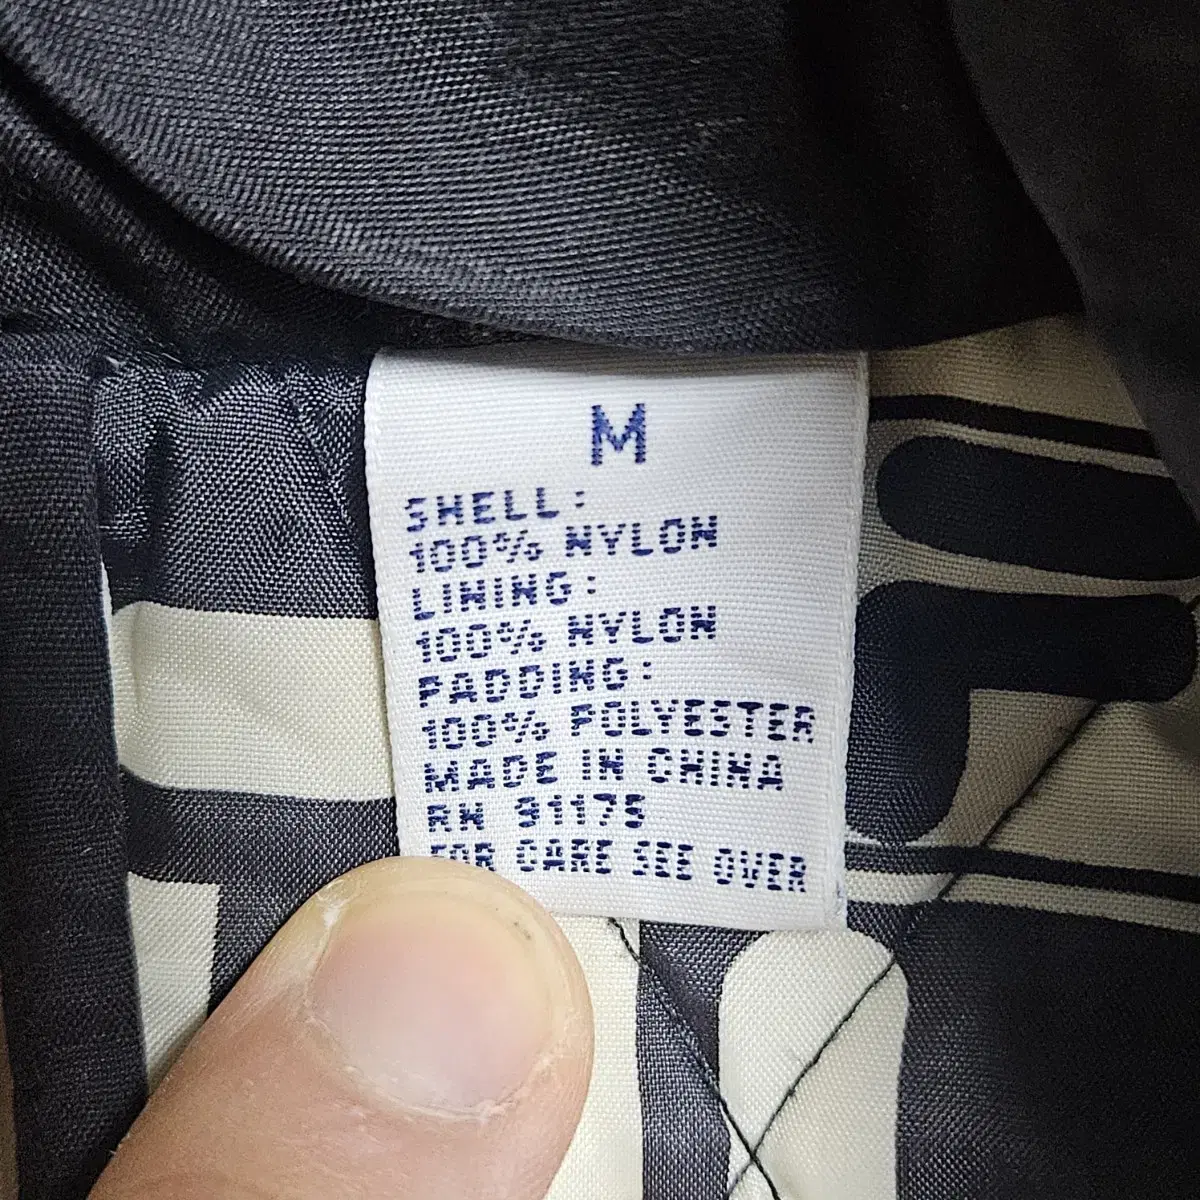 M
SHELL:
100% NYLON
LINING:
100% NYLON
PADDING:
100% POLYESTER
MADE IN CHINA
RN 91175
FOR CARE SEE OVER